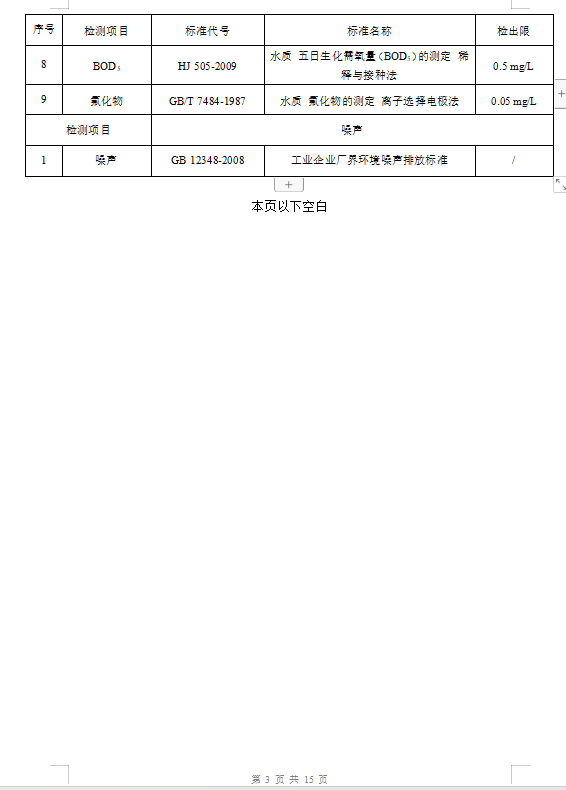 序号 检测项目 标准代号 标准名称 检出限
8 BOD₅ HJ 505-2009 水质 五日生化需氧量（BOD₅）的测定 稀
释与接种法 0.5 mg/L
9 氟化物 GB/T 7484-1987 水质 氟化物的测定 离子选择电极法 0.05 mg/L
检测项目 噪声
1 噪声 GB 12348-2008 工业企业厂界环境噪声排放标准 /
本页以下空白
第 3 页 共 15 页